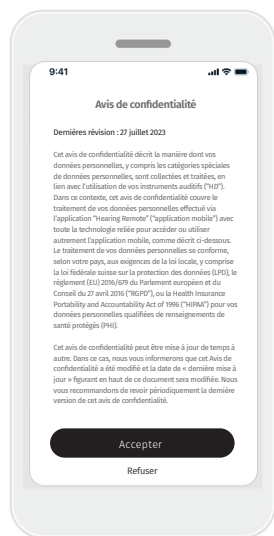 9:41
Avis de confidentialité
Dernières révision : 27 juillet 2023
Cet avis de confidentialité décrit la manière dont vos
données personnelles, y compris les catégories spéciales
de données personnelles, sont collectées et traitées, en
lien avec l'utilisation de vos instruments auditifs ("HD").
Dans ce contexte, cet avis de confidentialité couvre le
traitement de vos données personnelles effectué via
l'application "Hearing Remote" ("application mobile") avec
toute la technologie reliée pour accéder ou utiliser
autrement l'application mobile, comme décrit ci-dessous.
Le traitement de vos données personnelles se conforme,
selon votre pays, aux exigences de la loi locale, y comprise
la loi fédérale suisse sur la protection des données (LPD), le
règlement (EU) 2016/679 du Parlement européen et du
Conseil du 27 avril 2016 ("RGPD"), ou la Health Insurance
Portability and Accountability Act of 1996 ("HIPAA") pour vos
données personnelles qualifiées de renseignements de
santé protégés (PHI).
Cet avis de confidentialité peut être mise à jour de temps à
autre. Dans ce cas, nous vous informerons que cet Avis de
confidentialité a été modifié et la date de « dernière mise à
jour » figurant en haut de ce document sera modifiée. Nous
vous recommandons de revoir périodiquement la dernière
version de cet avis de confidentialité.
Accepter
Refuser